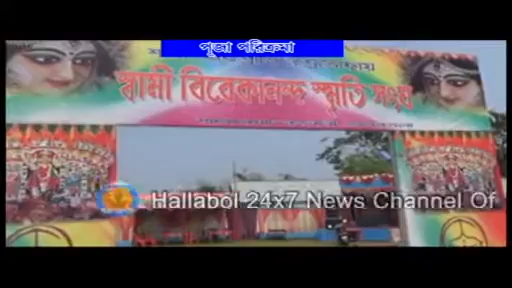 পূজা পরিক্রমা
স্বামী বিবেকানন্দ স্মৃতি সংঘ
Hallabol 24x7 News Channel Of